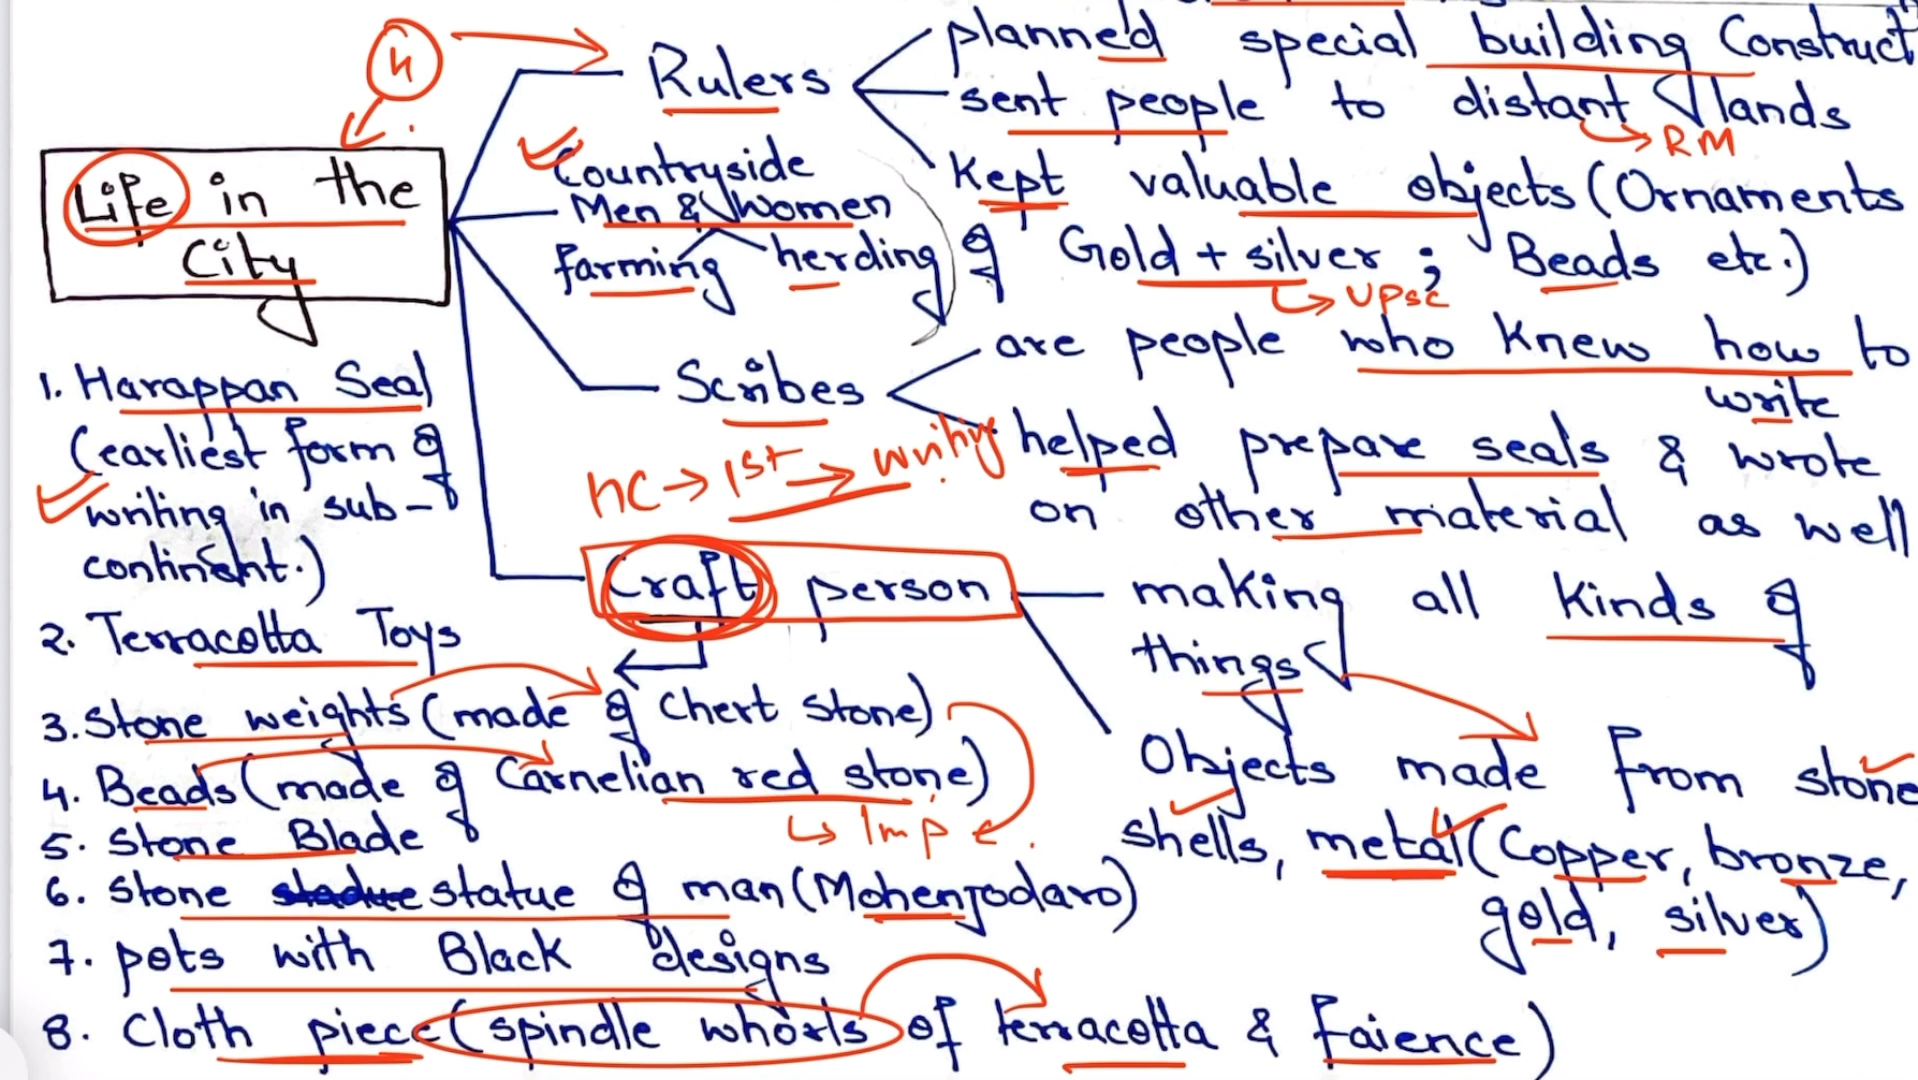 planned special building Construct
Rulers
sent people to distant lands
RM
Kept valuable objects (Ornaments
of Gold + silver ; Beads etc.)
UPSC
Life in the
City
Countryside
Men & Women
farming herding
Scribes
are people who knew how to
write
helped prepare seals & wrote
on other material as well
HC → 1st → writing
Craft person
making all kinds of
things
Objects made from stone
shells, metal (Copper, bronze,
gold, silver)
1. Harappan Seal
(earliest form of
writing in sub-
continent.)
2. Terracotta Toys
3. Stone weights (made of Chert stone)
4. Beads (made of Carnelian red stone)
Imp
5. Stone Blade
6. Stone statue of man (Mohenjodaro)
7. pots with Black designs
8. Cloth piece (spindle whorls of terracotta & faience)